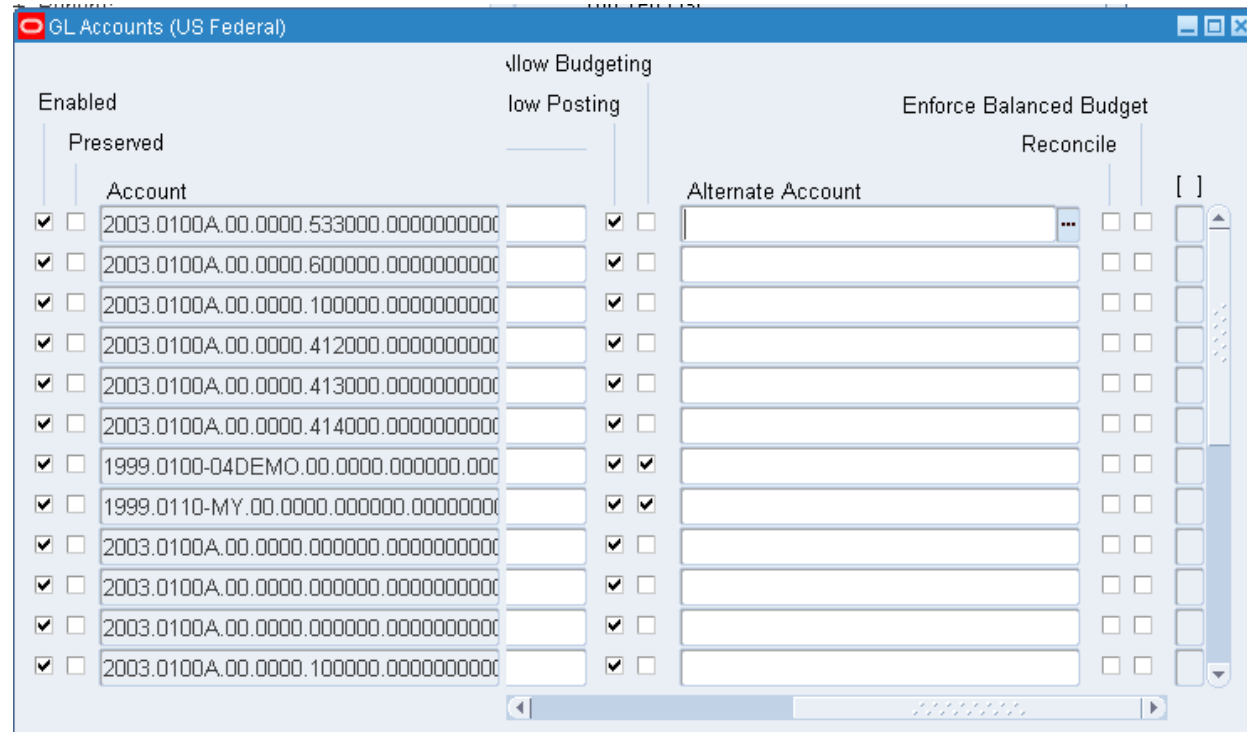 GL Accounts (US Federal)
Allow Budgeting
Enabled
low Posting
Enforce Balanced Budget
Preserved
Reconcile
Account
Alternate Account
[ ]
2003.0100A.00.0000.533000.0000000000
...
2003.0100A.00.0000.600000.0000000000
2003.0100A.00.0000.100000.0000000000
2003.0100A.00.0000.412000.0000000000
2003.0100A.00.0000.413000.0000000000
2003.0100A.00.0000.414000.0000000000
1999.0100-04DEMO.00.0000.000000.000
1999.0110-MY.00.0000.000000.00000000
2003.0100A.00.0000.000000.0000000000
2003.0100A.00.0000.000000.0000000000
2003.0100A.00.0000.000000.0000000000
2003.0100A.00.0000.100000.0000000000